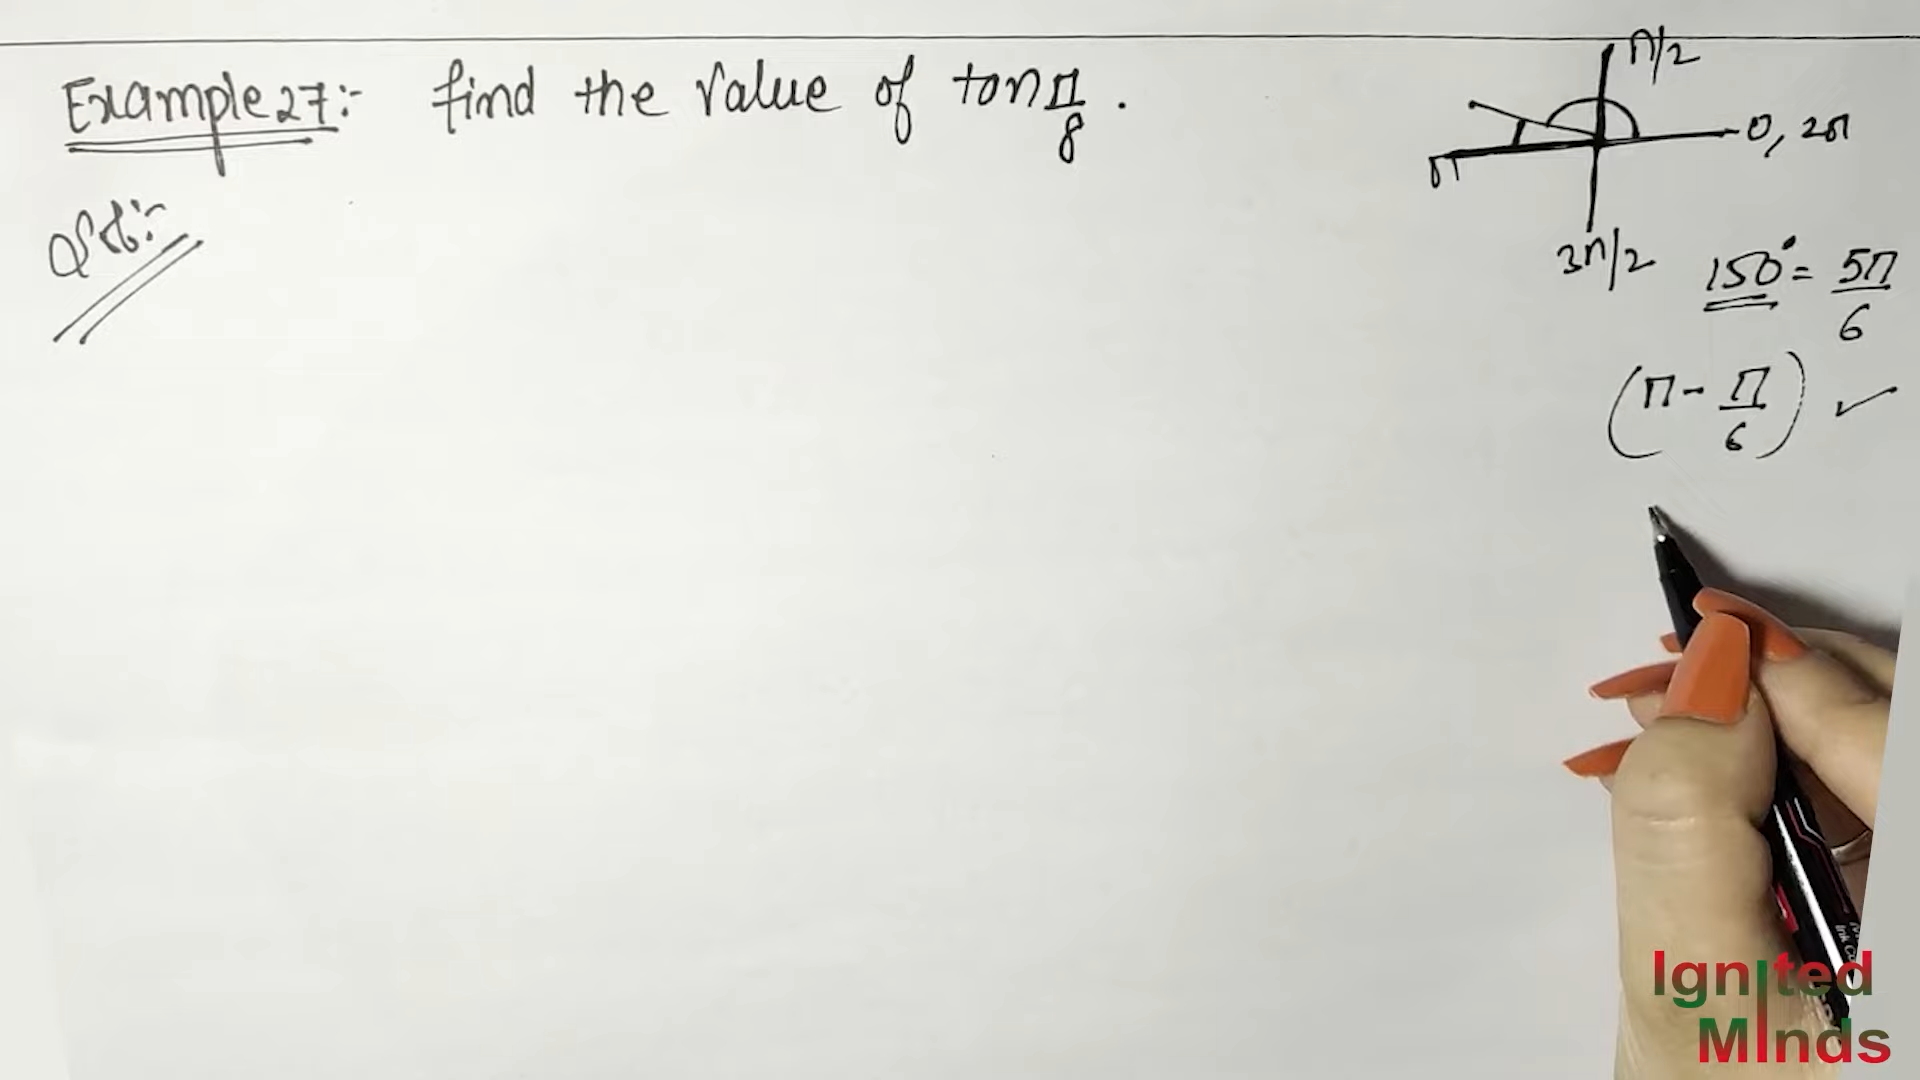 Example 27:- find the value of tan π/8 .
Sol:-
π/2
0, 2π
π
3π/2
150° = 5π/6
(π - π/6) ✓
Ignited
Minds